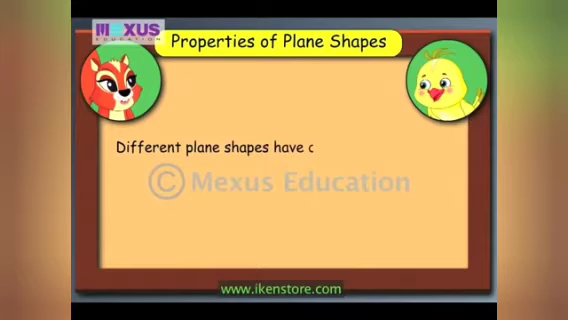 MEXUS
EDUCATION
Properties of Plane Shapes
Different plane shapes have c
© Mexus Education
www.ikenstore.com